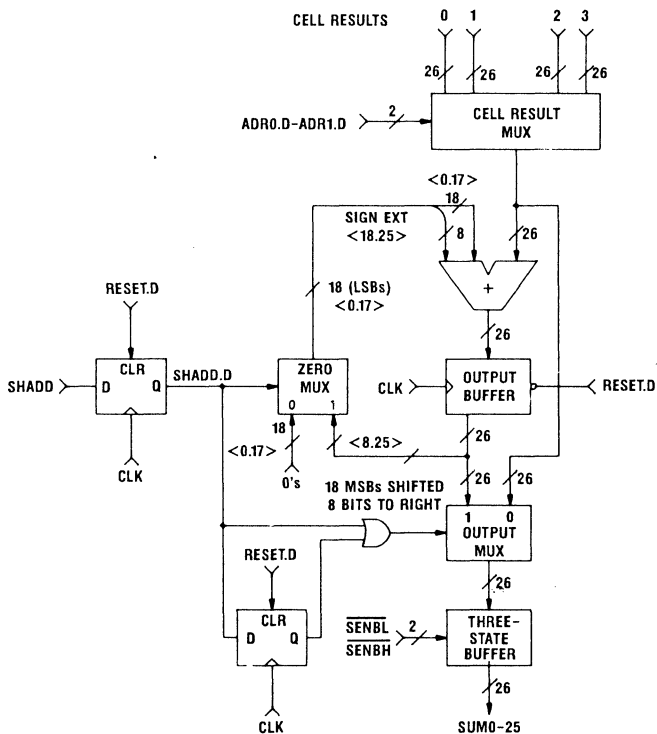 CELL RESULTS
0 1 2 3
26 26 26 26
CELL RESULT
MUX
ADR0.D-ADR1.D
2
<0.17>
18
SIGN EXT
<18.25>
8
26
+
18 (LSBs)
<0.17>
26
RESET.D
CLR
D Q
SHADD
SHADD.D
CLK
ZERO
MUX
0 1
18
<0.17>
0's
<8.25>
CLK
OUTPUT
BUFFER
RESET.D
26
18 MSBs SHIFTED
8 BITS TO RIGHT
26
26
1 0
OUTPUT
MUX
RESET.D
CLR
D Q
CLK
26
SENBL
SENBH
2
THREE-
STATE
BUFFER
26
SUM0-25